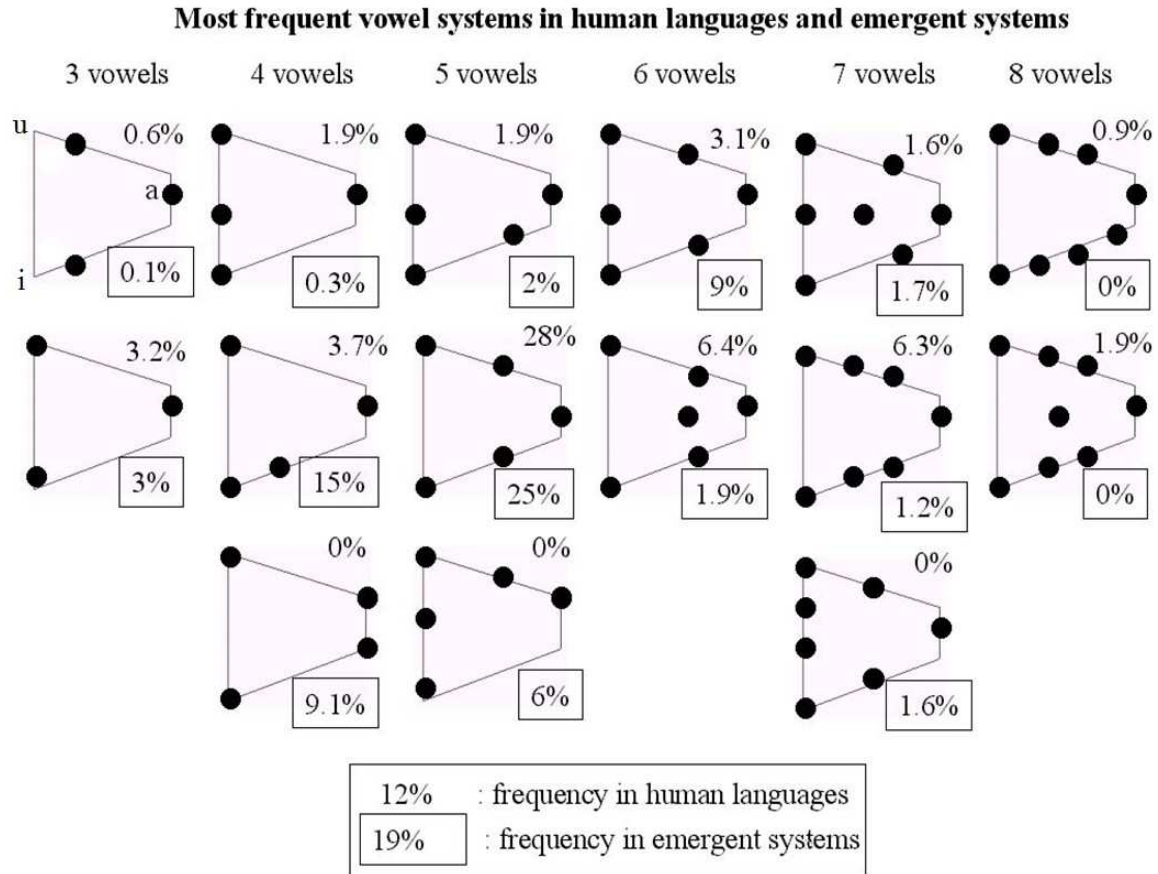 Most frequent vowel systems in human languages and emergent systems
3 vowels 4 vowels 5 vowels 6 vowels 7 vowels 8 vowels
u 0.6% 1.9% 1.9% 3.1% 1.6% 0.9%
a
i 0.1% 0.3% 2% 9% 1.7% 0%
3.2% 3.7% 28% 6.4% 6.3% 1.9%
3% 15% 25% 1.9% 1.2% 0%
0% 0% 0%
9.1% 6% 1.6%
12% : frequency in human languages
19% : frequency in emergent systems